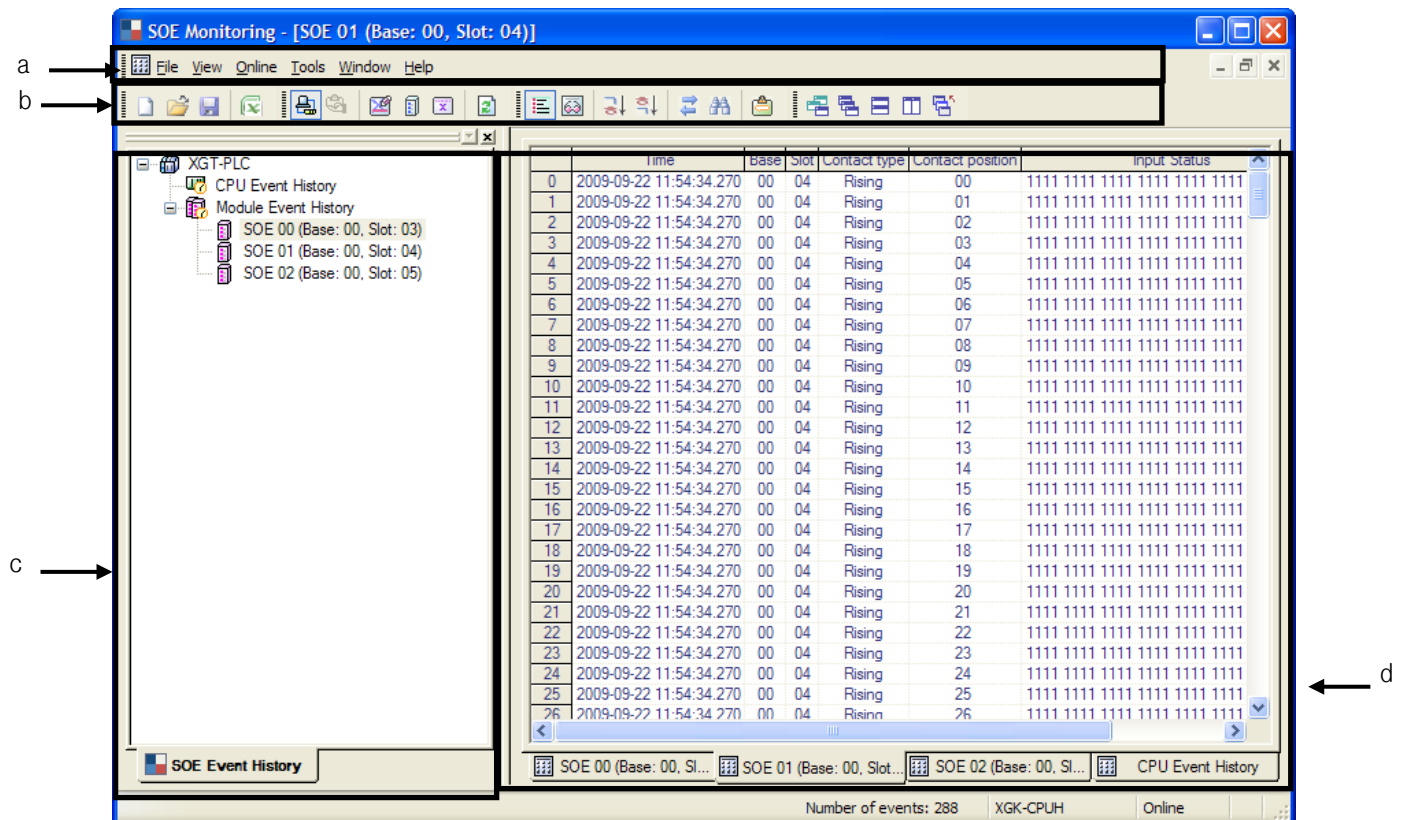 SOE Monitoring - [SOE 01 (Base: 00, Slot: 04)]
a
File View Online Tools Window Help
b
XGT-PLC
CPU Event History
Module Event History
SOE 00 (Base: 00, Slot: 03)
SOE 01 (Base: 00, Slot: 04)
SOE 02 (Base: 00, Slot: 05)
c
SOE Event History
Time Base Slot Contact type Contact position Input Status
0 2009-09-22 11:54:34.270 00 04 Rising 00 1111 1111 1111 1111 1111 1111
1 2009-09-22 11:54:34.270 00 04 Rising 01 1111 1111 1111 1111 1111 1111
2 2009-09-22 11:54:34.270 00 04 Rising 02 1111 1111 1111 1111 1111 1111
3 2009-09-22 11:54:34.270 00 04 Rising 03 1111 1111 1111 1111 1111 1111
4 2009-09-22 11:54:34.270 00 04 Rising 04 1111 1111 1111 1111 1111 1111
5 2009-09-22 11:54:34.270 00 04 Rising 05 1111 1111 1111 1111 1111 1111
6 2009-09-22 11:54:34.270 00 04 Rising 06 1111 1111 1111 1111 1111 1111
7 2009-09-22 11:54:34.270 00 04 Rising 07 1111 1111 1111 1111 1111 1111
8 2009-09-22 11:54:34.270 00 04 Rising 08 1111 1111 1111 1111 1111 1111
9 2009-09-22 11:54:34.270 00 04 Rising 09 1111 1111 1111 1111 1111 1111
10 2009-09-22 11:54:34.270 00 04 Rising 10 1111 1111 1111 1111 1111 1111
11 2009-09-22 11:54:34.270 00 04 Rising 11 1111 1111 1111 1111 1111 1111
12 2009-09-22 11:54:34.270 00 04 Rising 12 1111 1111 1111 1111 1111 1111
13 2009-09-22 11:54:34.270 00 04 Rising 13 1111 1111 1111 1111 1111 1111
14 2009-09-22 11:54:34.270 00 04 Rising 14 1111 1111 1111 1111 1111 1111
15 2009-09-22 11:54:34.270 00 04 Rising 15 1111 1111 1111 1111 1111 1111
16 2009-09-22 11:54:34.270 00 04 Rising 16 1111 1111 1111 1111 1111 1111
17 2009-09-22 11:54:34.270 00 04 Rising 17 1111 1111 1111 1111 1111 1111
18 2009-09-22 11:54:34.270 00 04 Rising 18 1111 1111 1111 1111 1111 1111
19 2009-09-22 11:54:34.270 00 04 Rising 19 1111 1111 1111 1111 1111 1111
20 2009-09-22 11:54:34.270 00 04 Rising 20 1111 1111 1111 1111 1111 1111
21 2009-09-22 11:54:34.270 00 04 Rising 21 1111 1111 1111 1111 1111 1111
22 2009-09-22 11:54:34.270 00 04 Rising 22 1111 1111 1111 1111 1111 1111
23 2009-09-22 11:54:34.270 00 04 Rising 23 1111 1111 1111 1111 1111 1111
24 2009-09-22 11:54:34.270 00 04 Rising 24 1111 1111 1111 1111 1111 1111
25 2009-09-22 11:54:34.270 00 04 Rising 25 1111 1111 1111 1111 1111 1111
26 2009-09-22 11:54:34.270 00 04 Rising 26 1111 1111 1111 1111 1111 1111
d
SOE 00 (Base: 00, Sl... SOE 01 (Base: 00, Slot... SOE 02 (Base: 00, Sl... CPU Event History
Number of events: 288 XGK-CPUH Online